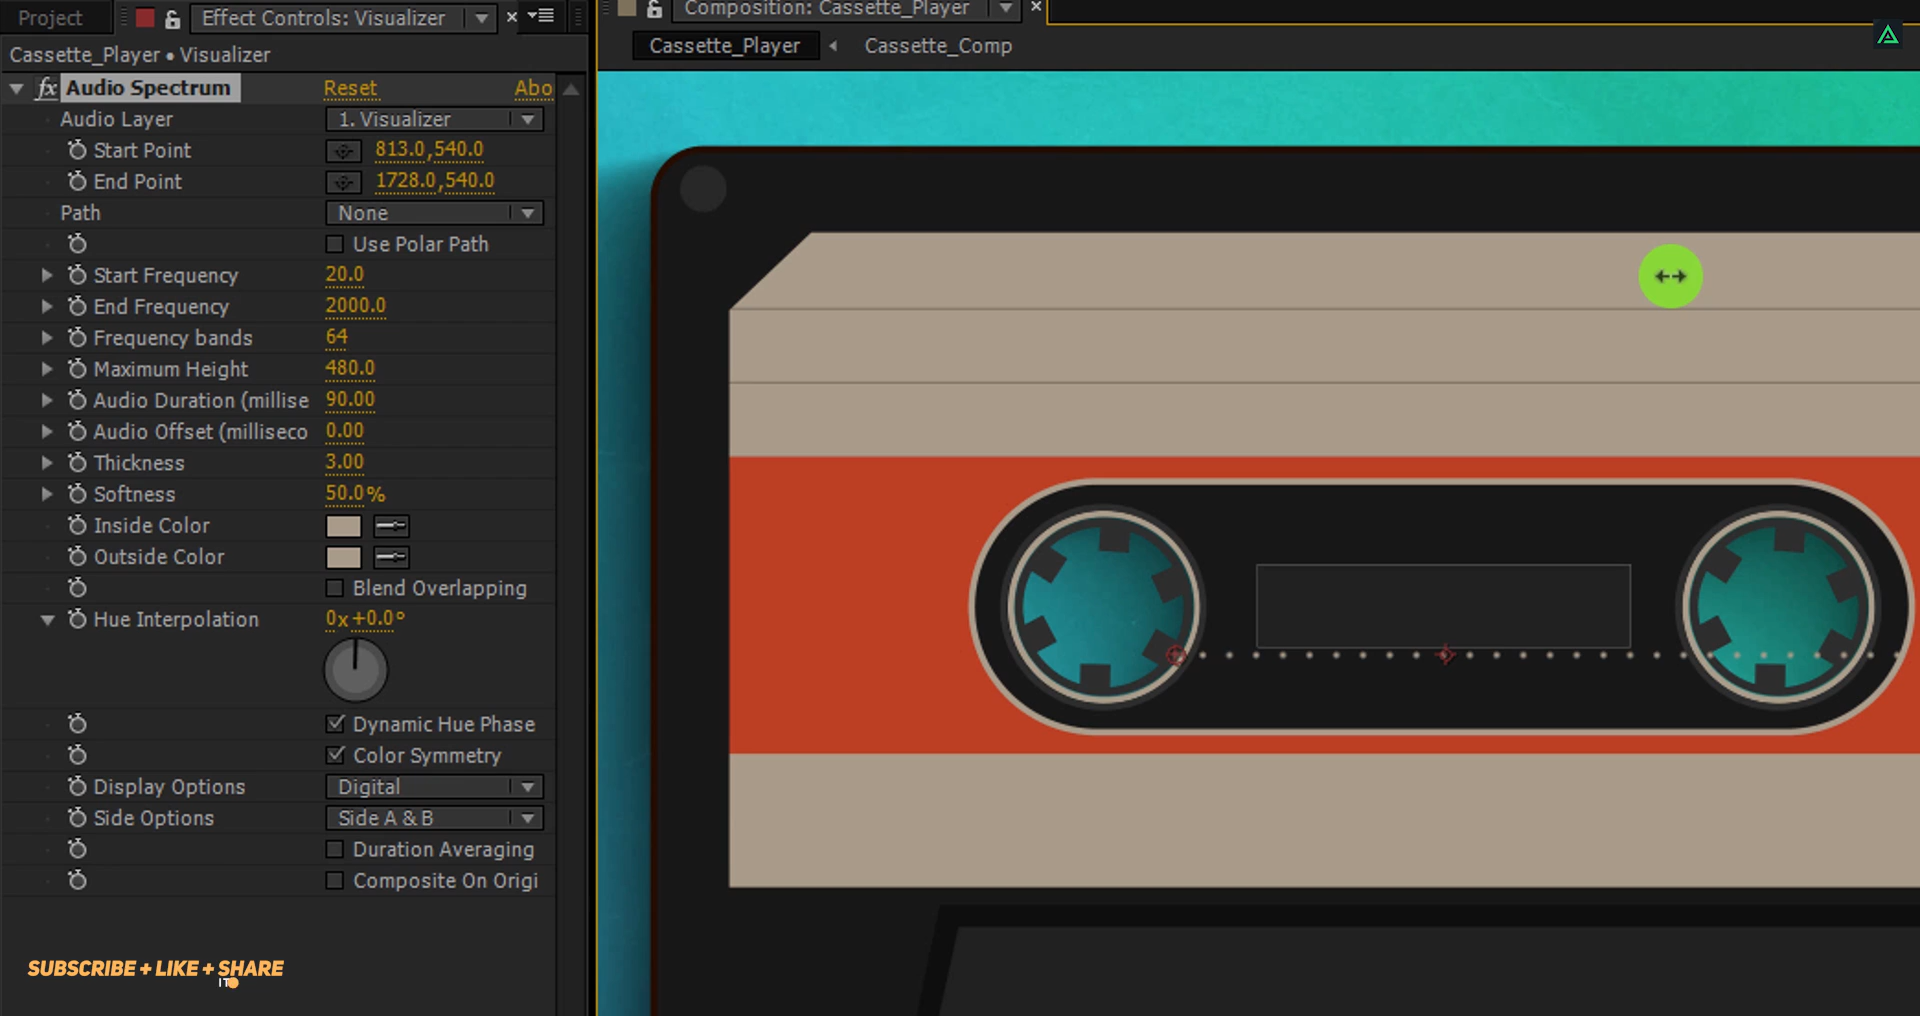 Project
Effect Controls: Visualizer
Composition: Cassette_Player
Cassette_Player
Cassette_Comp
Cassette_Player • Visualizer
fx Audio Spectrum Reset Abo
Audio Layer 1. Visualizer
Start Point 813.0,540.0
End Point 1728.0,540.0
Path None
Use Polar Path
Start Frequency 20.0
End Frequency 2000.0
Frequency bands 64
Maximum Height 480.0
Audio Duration (millise 90.00
Audio Offset (milliseco 0.00
Thickness 3.00
Softness 50.0%
Inside Color
Outside Color
Blend Overlapping
Hue Interpolation 0x+0.0°
Dynamic Hue Phase
Color Symmetry
Display Options Digital
Side Options Side A & B
Duration Averaging
Composite On Origi
SUBSCRIBE + LIKE + SHARE
IT